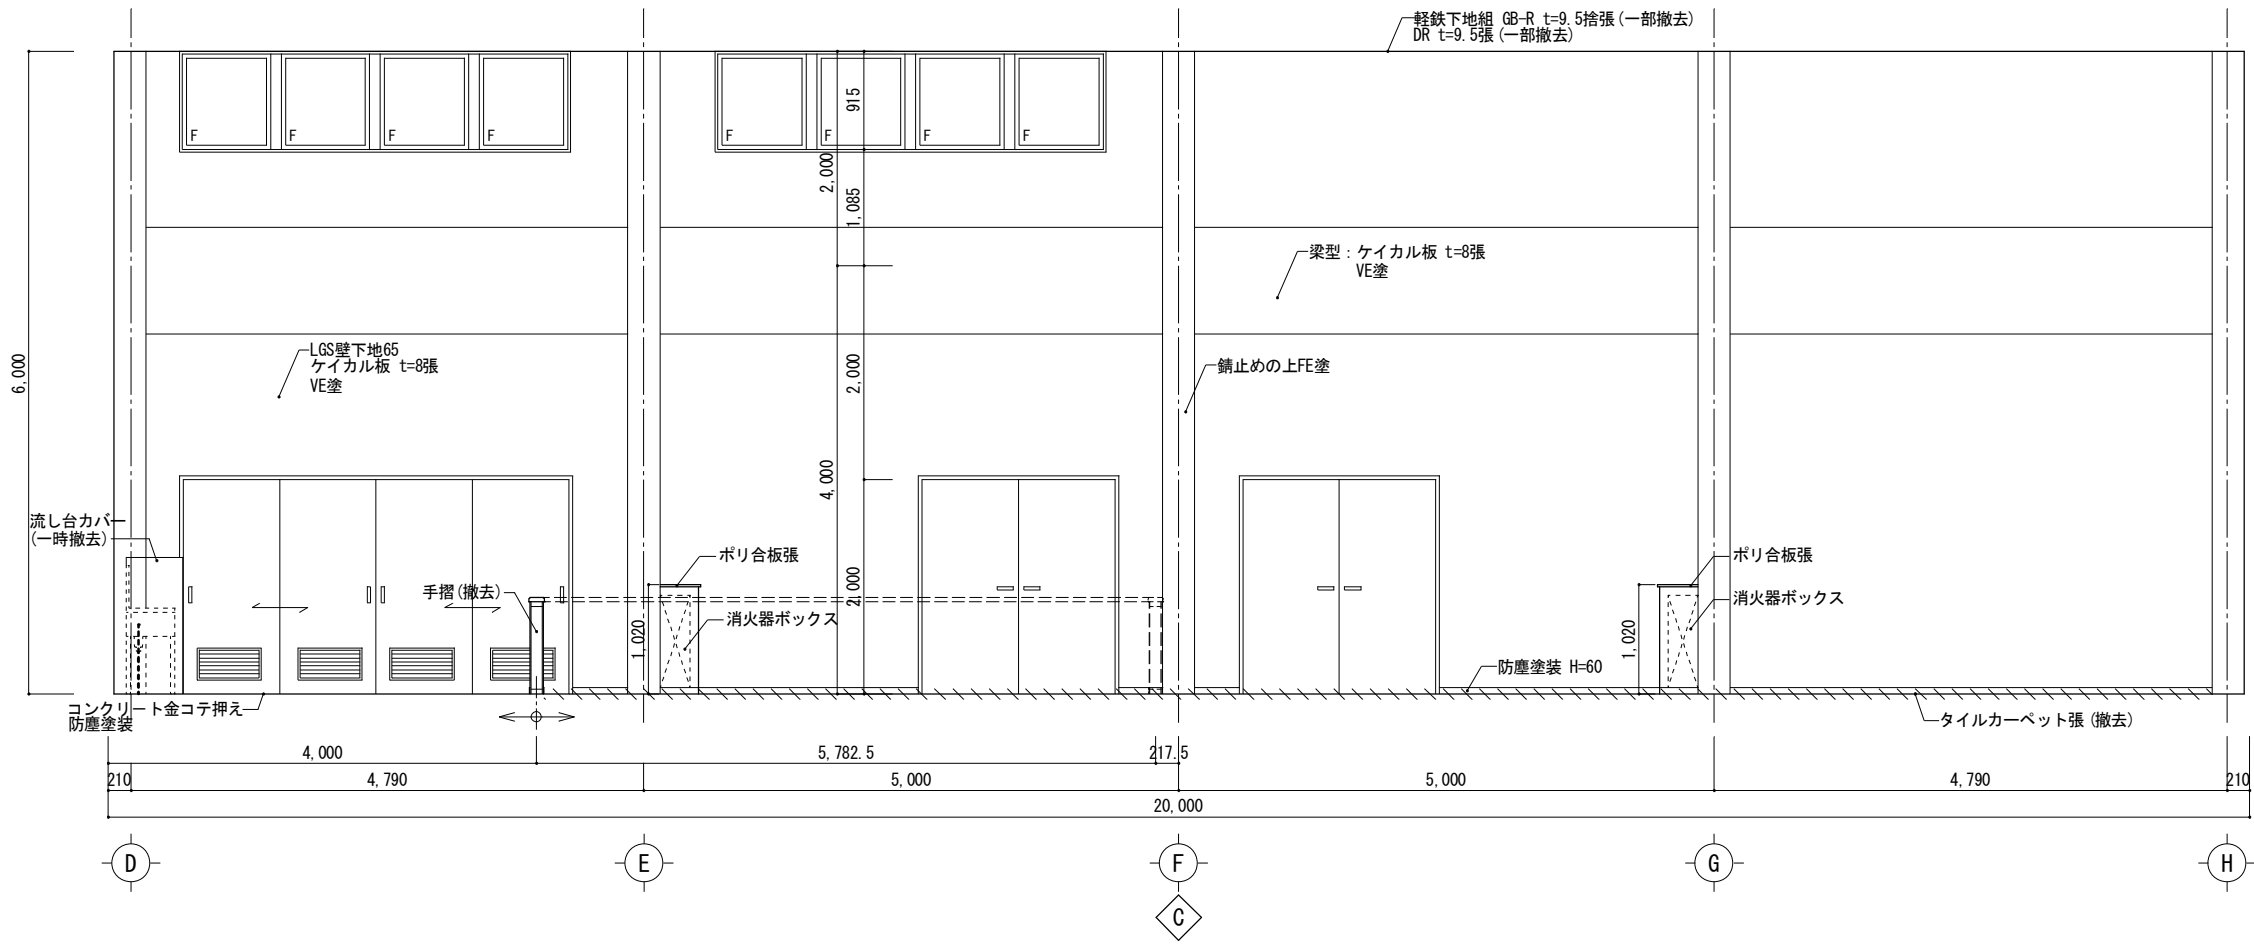 軽鉄下地組 GB-R t=9.5捨張(一部撤去)
DR t=9.5張(一部撤去)
F
F
F
F
F
F
F
F
915
2,000
1,085
梁型：ケイカル板 t=8張
VE塗
6,000
LGS壁下地65
ケイカル板 t=8張
VE塗
2,000
錆止めの上FE塗
4,000
流し台カバー
(一時撤去)
ポリ合板張
ポリ合板張
手摺(撤去)
2,000
消火器ボックス
消火器ボックス
1,020
1,020
防塵塗装 H=60
コンクリート金コテ押え
防塵塗装
タイルカーペット張(撤去)
4,000
5,782.5
217.5
210
4,790
5,000
5,000
4,790
210
20,000
D
E
F
G
H
C